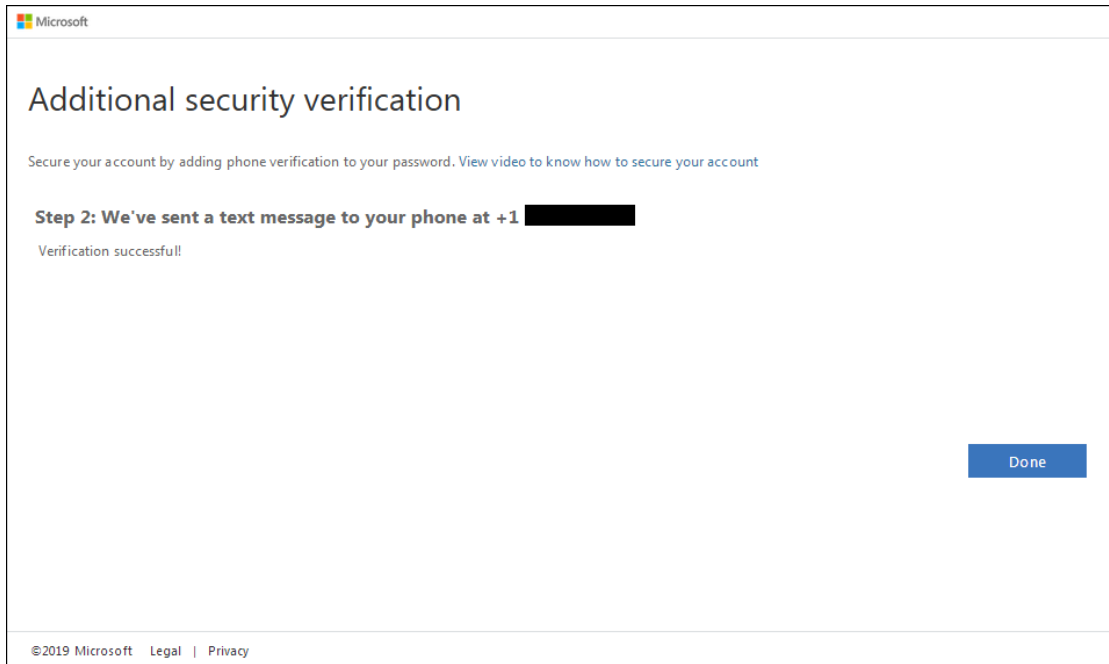 Microsoft
Additional security verification
Secure your account by adding phone verification to your password. View video to know how to secure your account
Step 2: We've sent a text message to your phone at +1
Verification successful!
Done
©2019 Microsoft Legal | Privacy